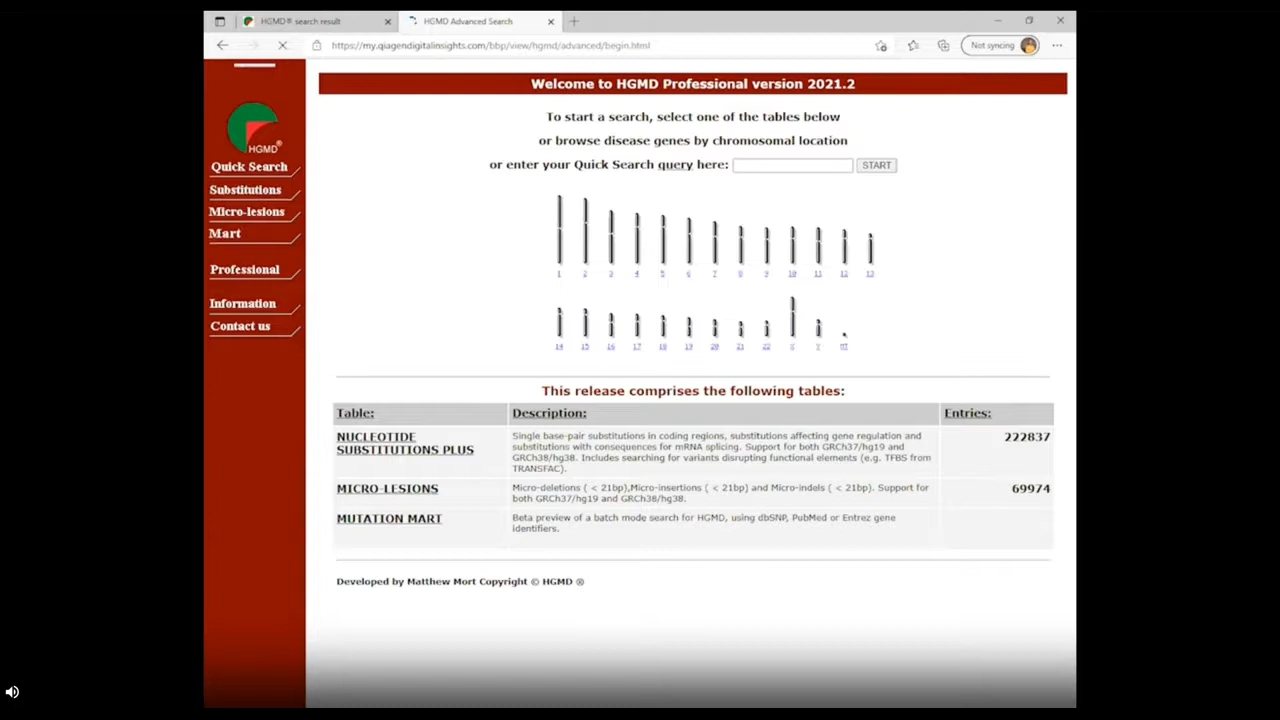 HGMD® search result
HGMD Advanced Search
https://my.qiagendigitalinsights.com/bbp/view/hgmd/advanced/begin.html
Not syncing
HGMD®
Quick Search
Substitutions
Micro-lesions
Mart
Professional
Information
Contact us
Welcome to HGMD Professional version 2021.2
To start a search, select one of the tables below
or browse disease genes by chromosomal location
or enter your Quick Search query here: START
1 2 3 4 5 6 7 8 9 10 11 12 13
14 15 16 17 18 19 20 21 22 X Y MT
This release comprises the following tables:
Table: Description: Entries:
NUCLEOTIDE
SUBSTITUTIONS PLUS
Single base-pair substitutions in coding regions, substitutions affecting gene regulation and
substitutions with consequences for mRNA splicing. Support for both GRCh37/hg19 and
GRCh38/hg38. Includes searching for variants disrupting functional elements (e.g. TFBS from
TRANSFAC).
222837
MICRO-LESIONS
Micro-deletions ( < 21bp),Micro-insertions ( < 21bp) and Micro-indels ( < 21bp). Support for
both GRCh37/hg19 and GRCh38/hg38.
69974
MUTATION MART
Beta preview of a batch mode search for HGMD, using dbSNP, PubMed or Entrez gene
identifiers.
Developed by Matthew Mort Copyright © HGMD ®